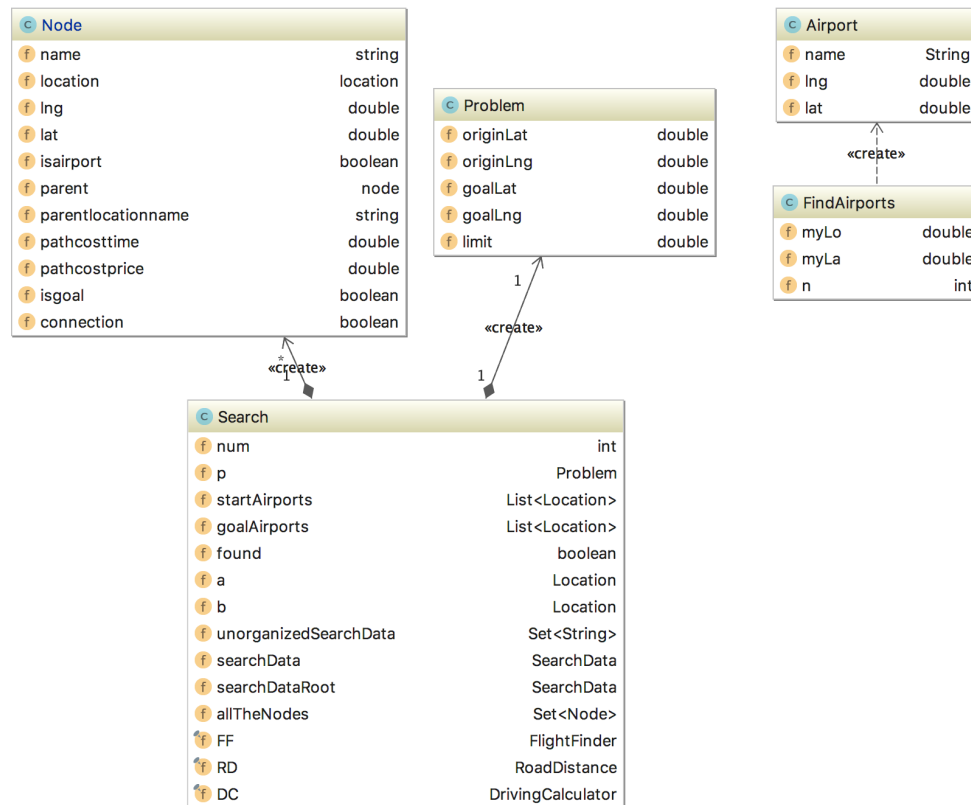 C Node
f name string
f location location
f lng double
f lat double
f isairport boolean
f parent node
f parentlocationname string
f pathcosttime double
f pathcostprice double
f isgoal boolean
f connection boolean
C Problem
f originLat double
f originLng double
f goalLat double
f goalLng double
f limit double
C Airport
f name String
f lng double
f lat double
«create»
C FindAirports
f myLo double
f myLa double
f n int
1
«create»
1
*
«create»
1
C Search
f num int
f p Problem
f startAirports List<Location>
f goalAirports List<Location>
f found boolean
f a Location
f b Location
f unorganizedSearchData Set<String>
f searchData SearchData
f searchDataRoot SearchData
f allTheNodes Set<Node>
f FF FlightFinder
f RD RoadDistance
f DC DrivingCalculator